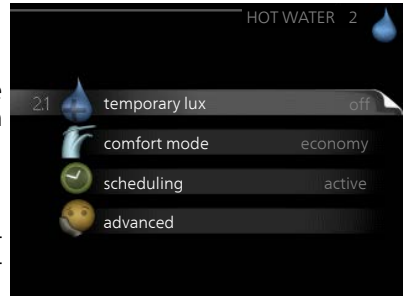 HOT WATER 2
2.1 temporary lux off
comfort mode economy
scheduling active
advanced